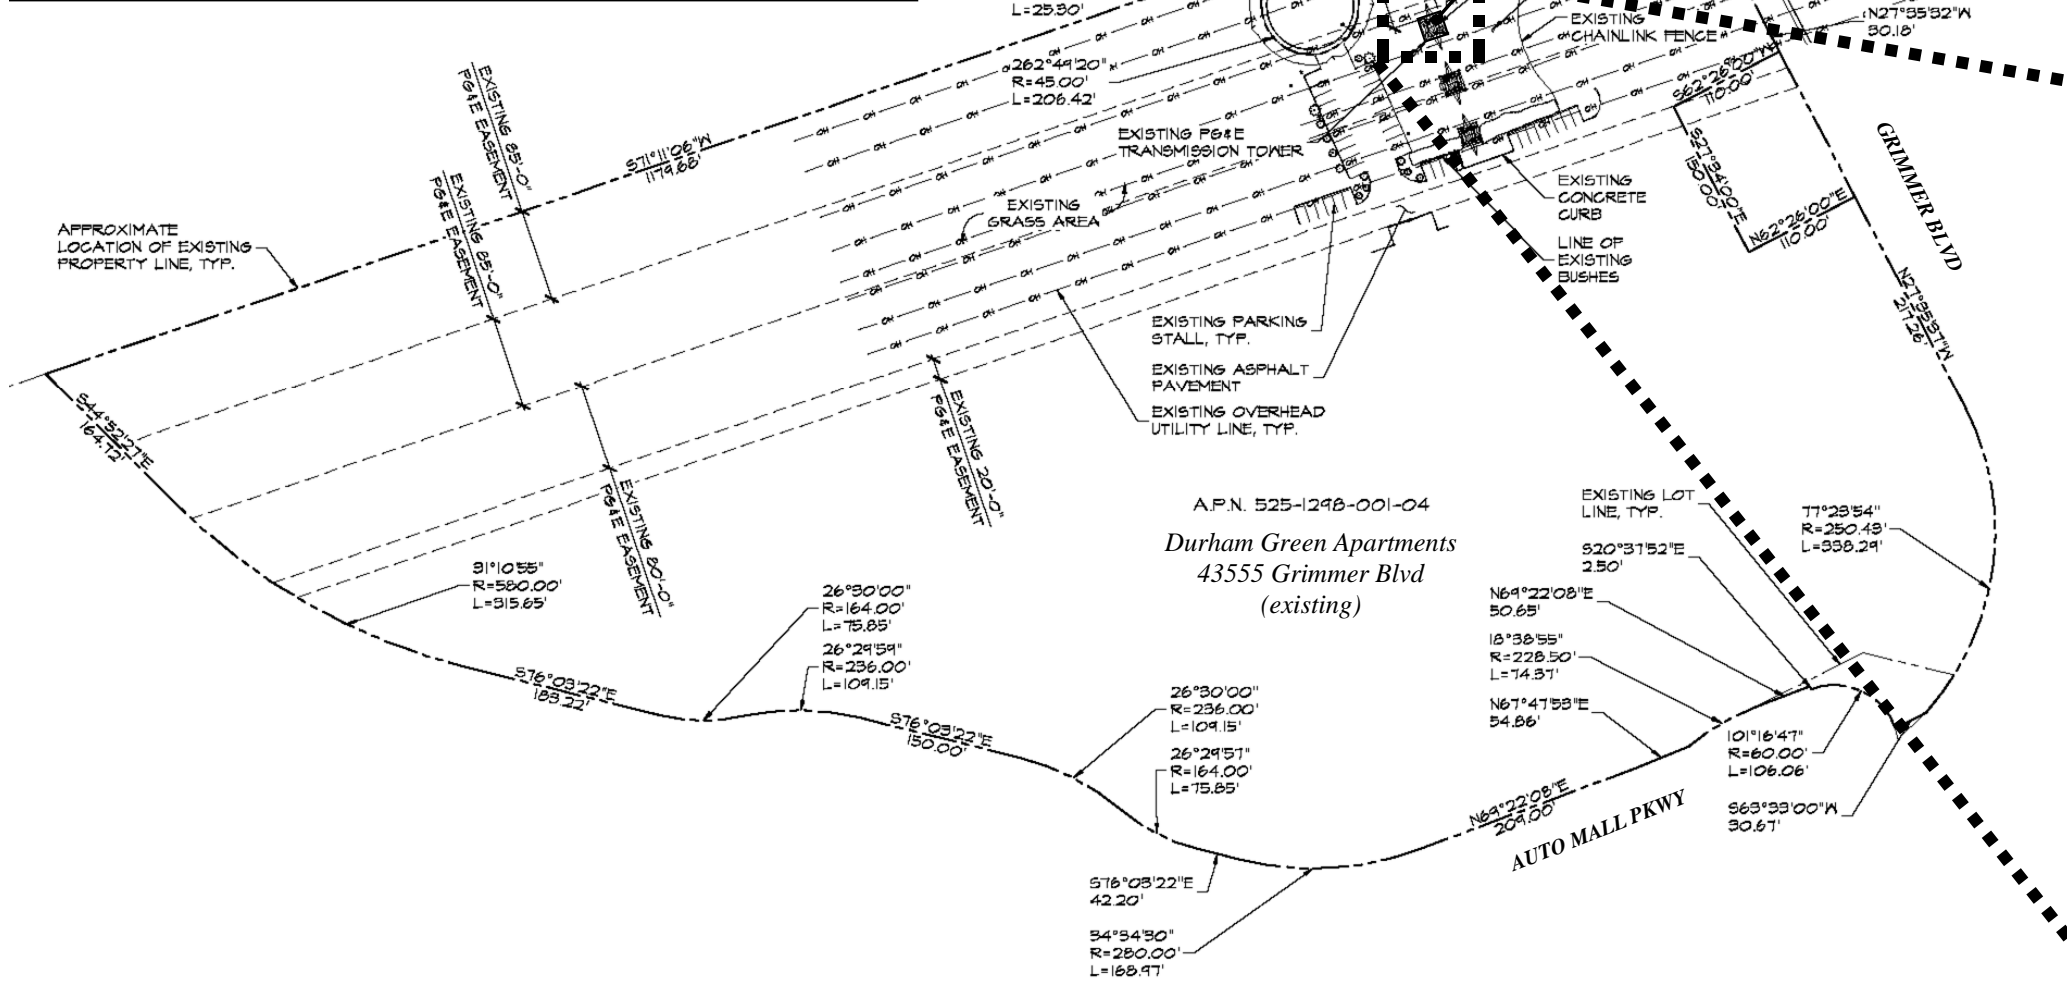 L=25.30'
262°49'20"
R=45.00'
L=206.42'
EXISTING
CHAINLINK FENCE
N27°35'32"W
30.18'
S62°26'00"W
110.00'
S27°34'00"E
150.00'
N62°26'00"E
110.00'
GRIMMER BLVD
N27°35'37"W
217.26'
EXISTING 85'-0"
PG&E EASEMENT
EXISTING 85'-0"
PG&E EASEMENT
S71°11'06"W
1179.68'
EXISTING PG&E
TRANSMISSION TOWER
EXISTING
GRASS AREA
EXISTING
CONCRETE
CURB
LINE OF
EXISTING
BUSHES
APPROXIMATE
LOCATION OF EXISTING
PROPERTY LINE, TYP.
EXISTING PARKING
STALL, TYP.
EXISTING ASPHALT
PAVEMENT
EXISTING OVERHEAD
UTILITY LINE, TYP.
S44°52'27"E
164.72'
EXISTING 20'-0"
PG&E EASEMENT
EXISTING 80'-0"
PG&E EASEMENT
A.P.N. 525-1298-001-04
Durham Green Apartments
43555 Grimmer Blvd
(existing)
EXISTING LOT
LINE, TYP.
S20°37'52"E
2.50'
77°23'54"
R=250.43'
L=338.29'
31°10'55"
R=580.00'
L=315.65'
26°30'00"
R=164.00'
L=75.85'
26°29'59"
R=236.00'
L=109.15'
N69°22'08"E
50.65'
18°38'55"
R=228.50'
L=74.37'
N67°47'53"E
54.86'
S76°03'22"E
183.22'
S76°03'22"E
150.00'
26°30'00"
R=236.00'
L=109.15'
26°29'57"
R=164.00'
L=75.85'
101°16'47"
R=60.00'
L=106.06'
S63°33'00"W
30.67'
N69°22'08"E
209.00'
AUTO MALL PKWY
S76°03'22"E
42.20'
34°34'30"
R=280.00'
L=168.97'